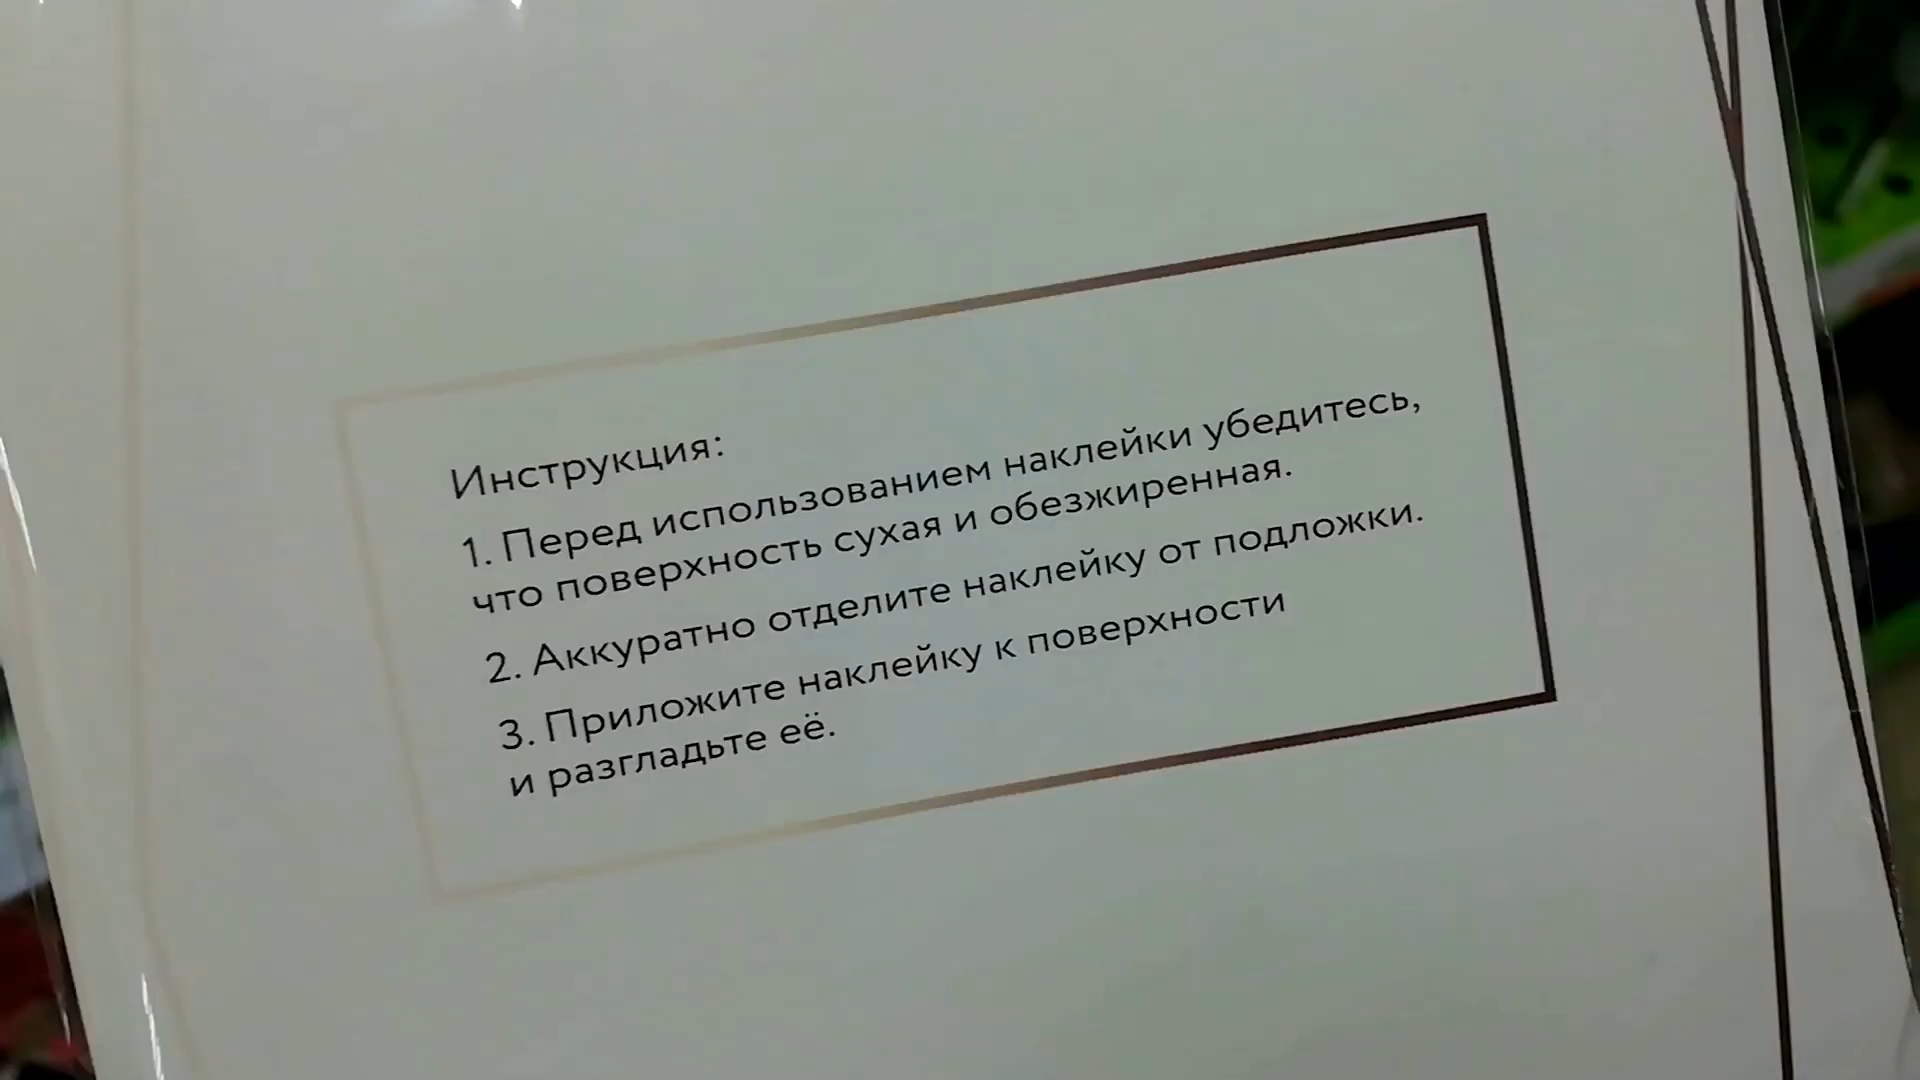 Инструкция:
1. Перед использованием наклейки убедитесь,
что поверхность сухая и обезжиренная.
2. Аккуратно отделите наклейку от подложки.
3. Приложите наклейку к поверхности
и разгладьте её.